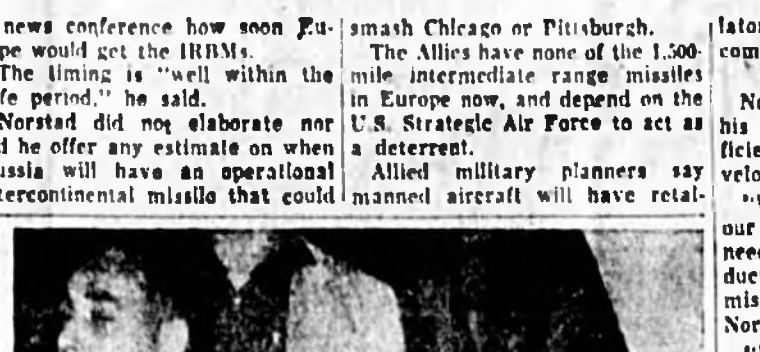 news conference how soon Eu-
pe would get the IRBMs.
The timing is "well within the
fe period," he said.
Norstad did not elaborate nor
d he offer any estimate on when
ussia will have an operational
tercontinental missile that could
smash Chicago or Pittsburgh.
The Allies have none of the 1,500-
mile intermediate range missiles
in Europe now, and depend on the
U.S. Strategic Air Force to act as
a deterrent.
Allied military planners say
manned aircraft will have retal-
lator
com
No
his
ficie
velo
our
need
duc
mis
Nor